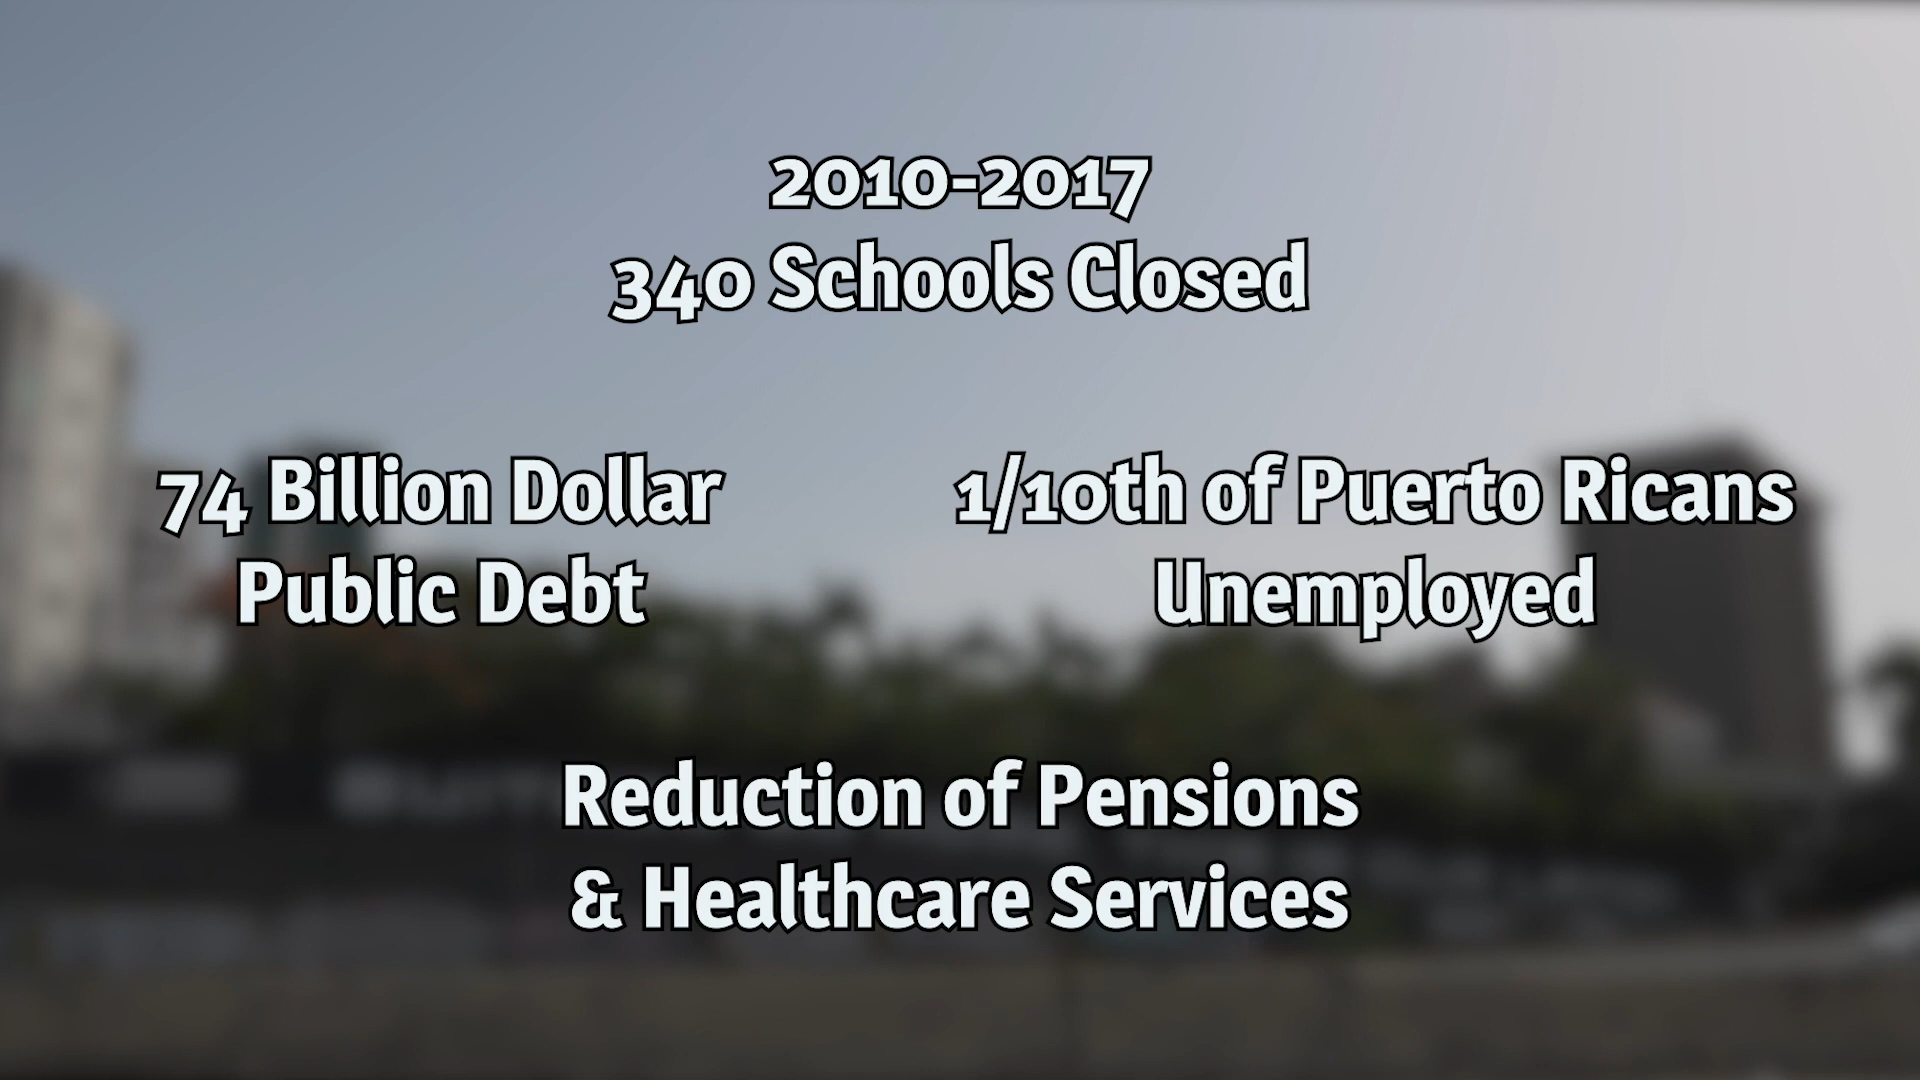 2010-2017
340 Schools Closed
74 Billion Dollar
Public Debt
1/10th of Puerto Ricans
Unemployed
Reduction of Pensions
& Healthcare Services